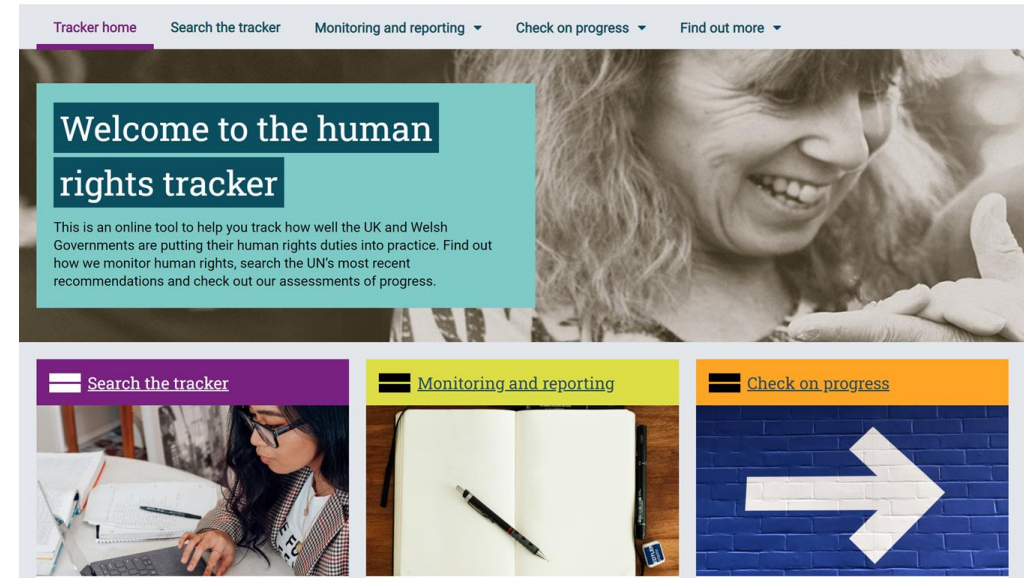 Tracker home Search the tracker Monitoring and reporting Check on progress Find out more
Welcome to the human
rights tracker
This is an online tool to help you track how well the UK and Welsh
Governments are putting their human rights duties into practice. Find out
how we monitor human rights, search the UN's most recent
recommendations and check out our assessments of progress.
Search the tracker
Monitoring and reporting
Check on progress